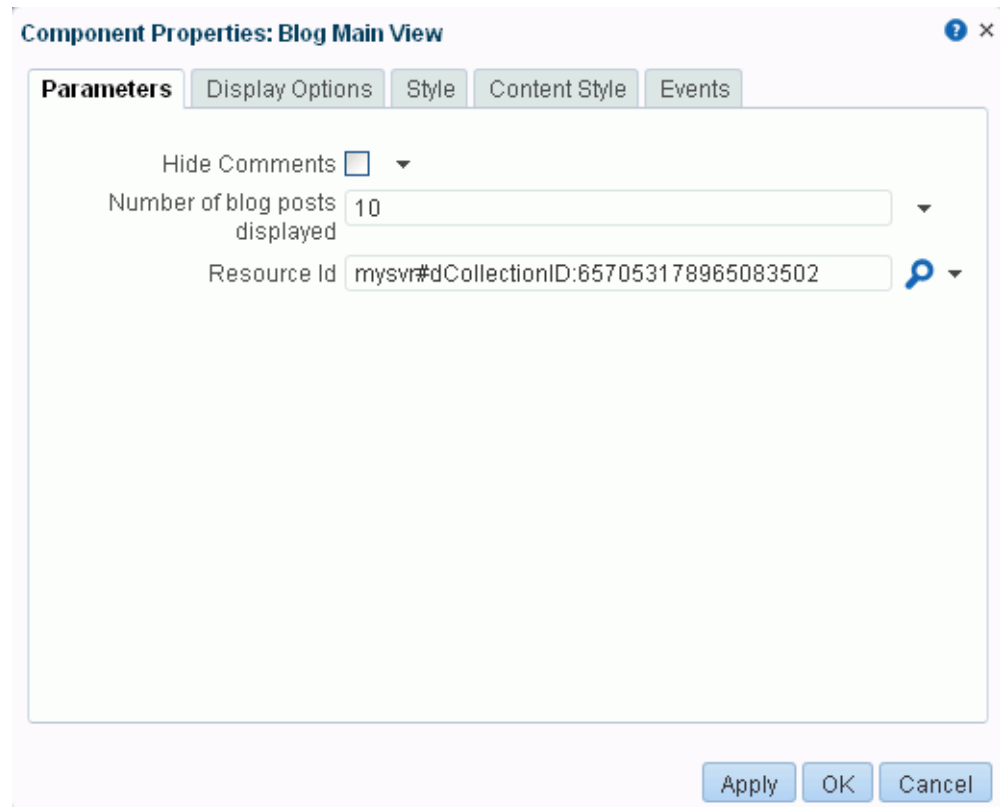 Component Properties: Blog Main View
Parameters Display Options Style Content Style Events
Hide Comments
Number of blog posts
displayed
10
Resource Id mysvr#dCollectionID:657053178965083502
Apply OK Cancel